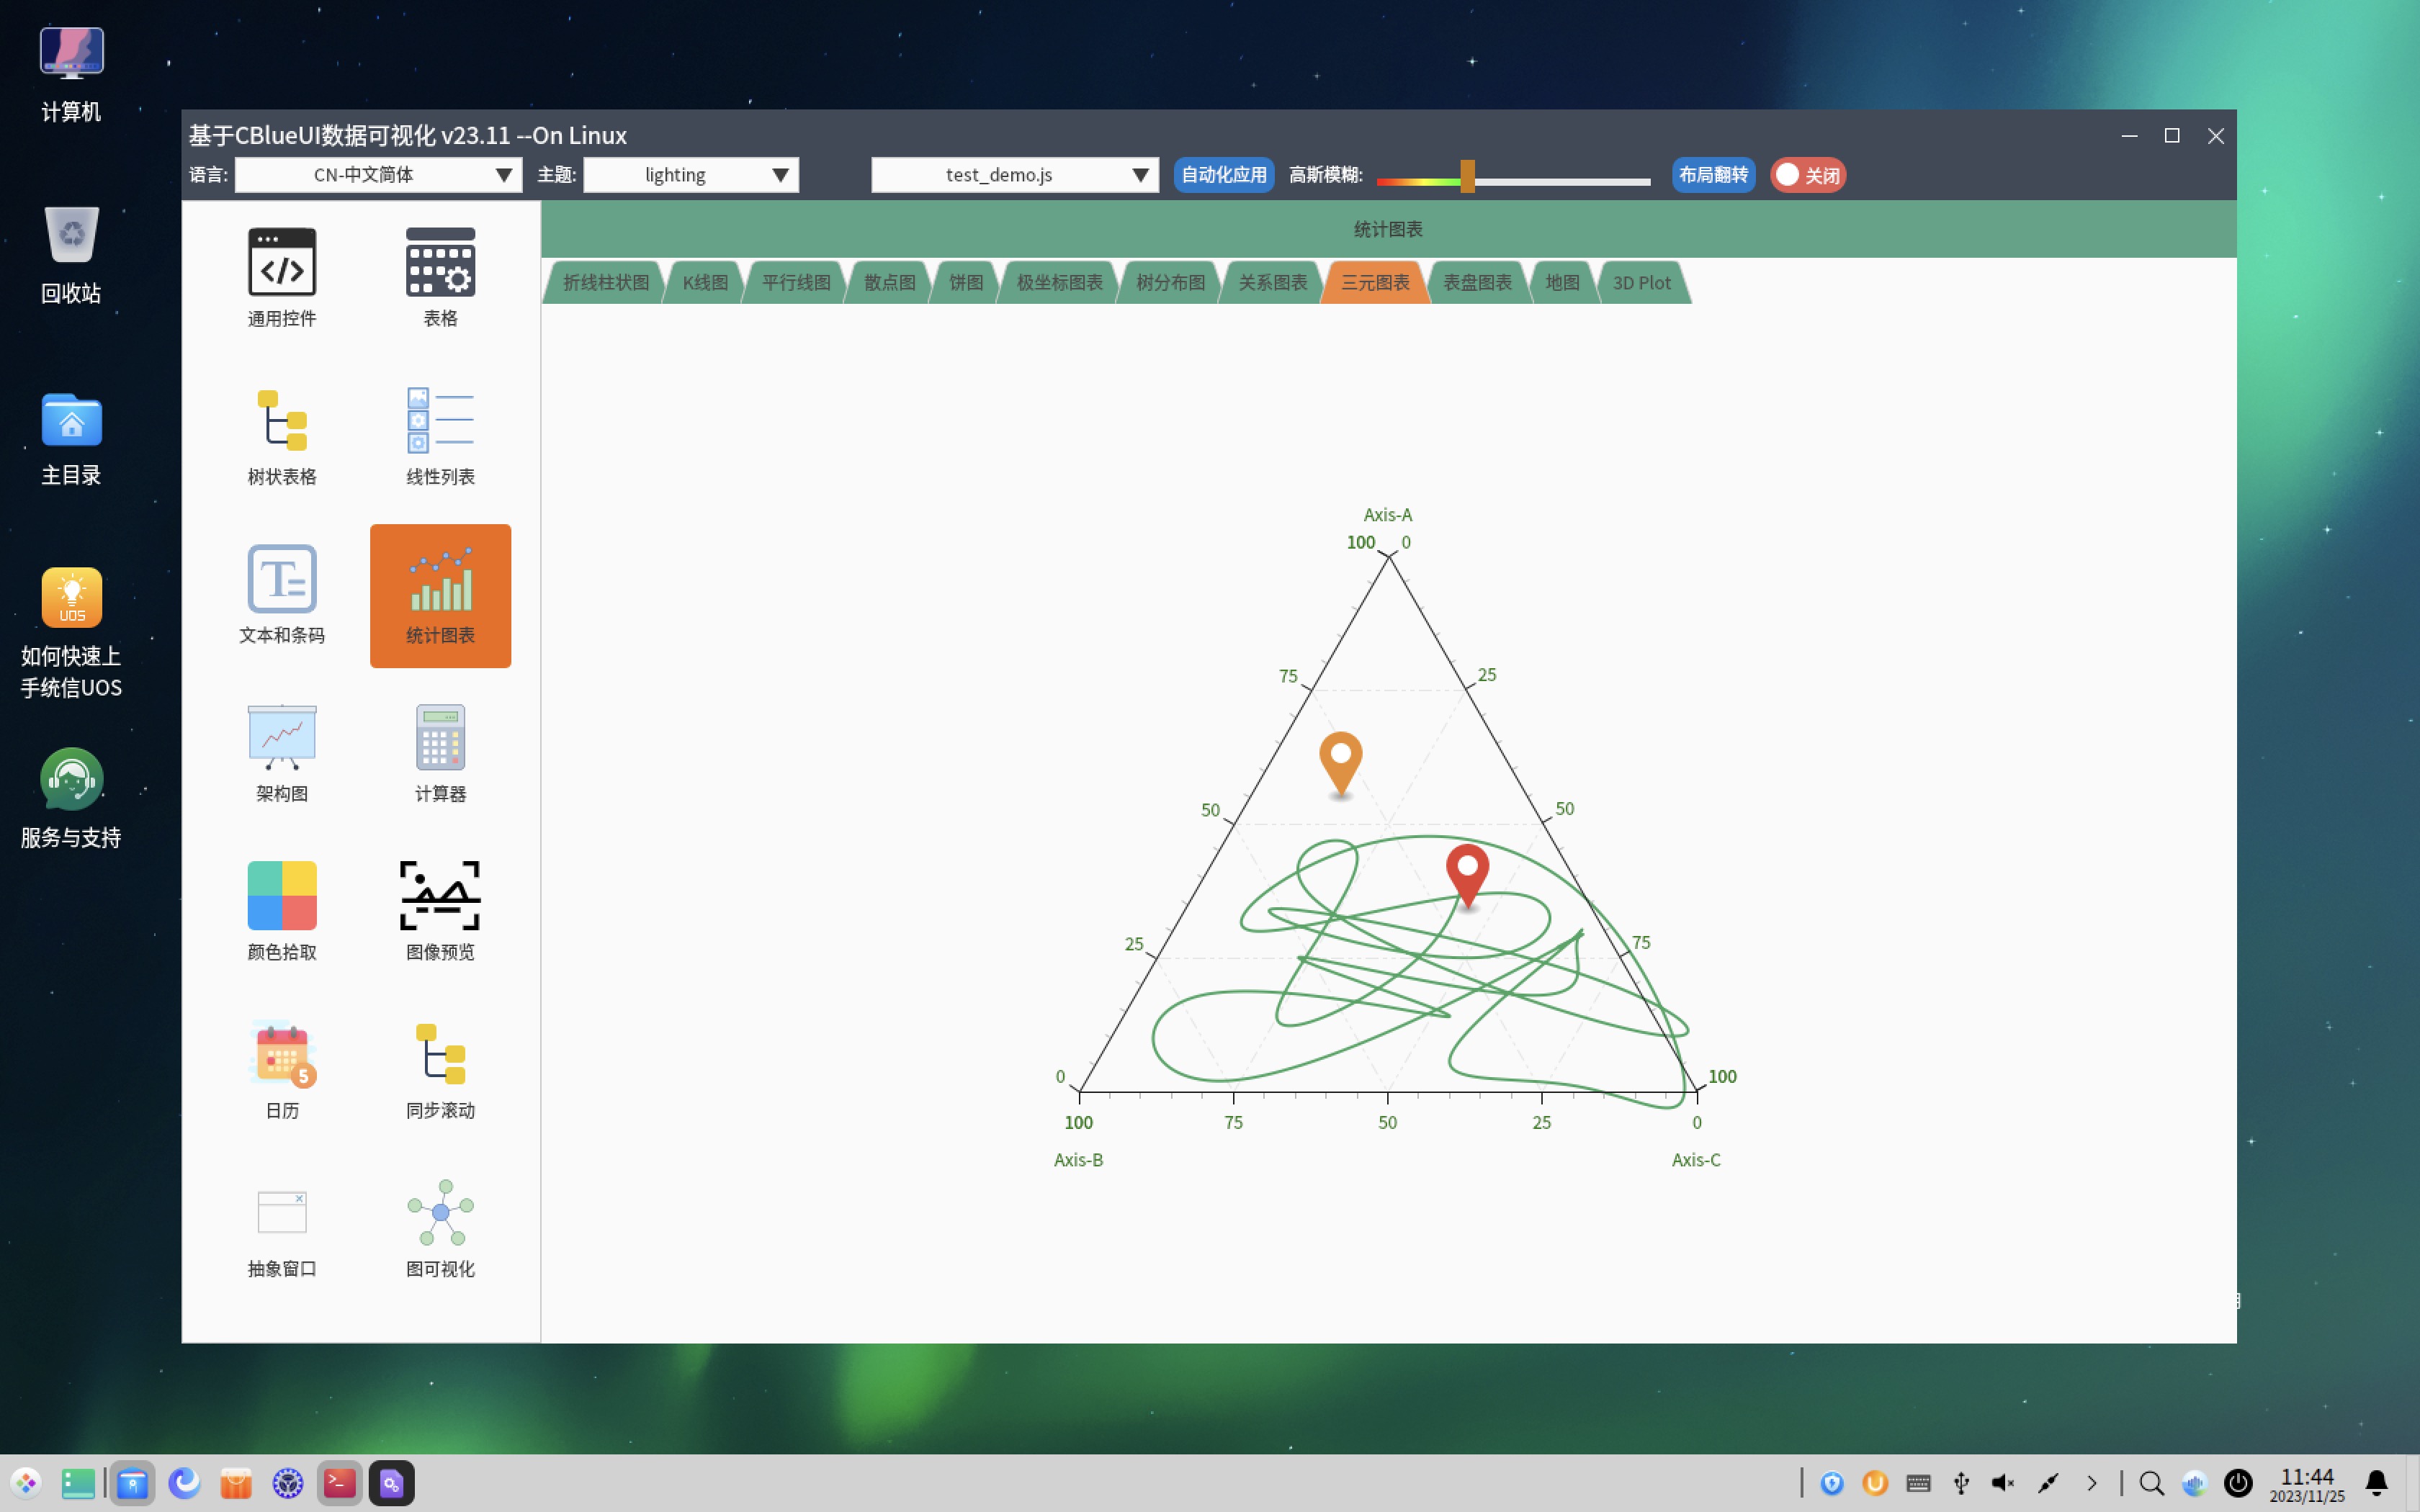 计算机
回收站
主目录
UOS
如何快速上
手统信UOS
服务与支持
基于CBlueUI数据可视化 v23.11 --On Linux
语言: CN-中文简体 主题: lighting test_demo.js 自动化应用 高斯模糊: 布局翻转 关闭
通用控件 表格
树状表格 线性列表
文本和条码 统计图表
架构图 计算器
颜色拾取 图像预览
5
日历 同步滚动
抽象窗口 图可视化
统计图表
折线柱状图 K线图 平行线图 散点图 饼图 极坐标图表 树分布图 关系图表 三元图表 表盘图表 地图 3D Plot
Axis-A
100 0
75 25
50 50
25 75
0 100
100 75 50 25 0
Axis-B Axis-C
11:44
2023/11/25